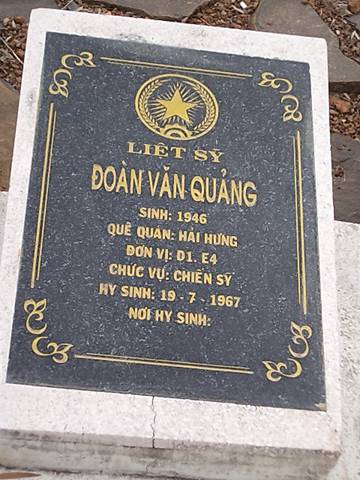 LIỆT SỸ
ĐOÀN VĂN QUẢNG
SINH: 1946
QUÊ QUÁN: HẢI HƯNG
ĐƠN VỊ: D1. E4
CHỨC VỤ: CHIẾN SỸ
HY SINH: 19 - 7 - 1967
NƠI HY SINH: